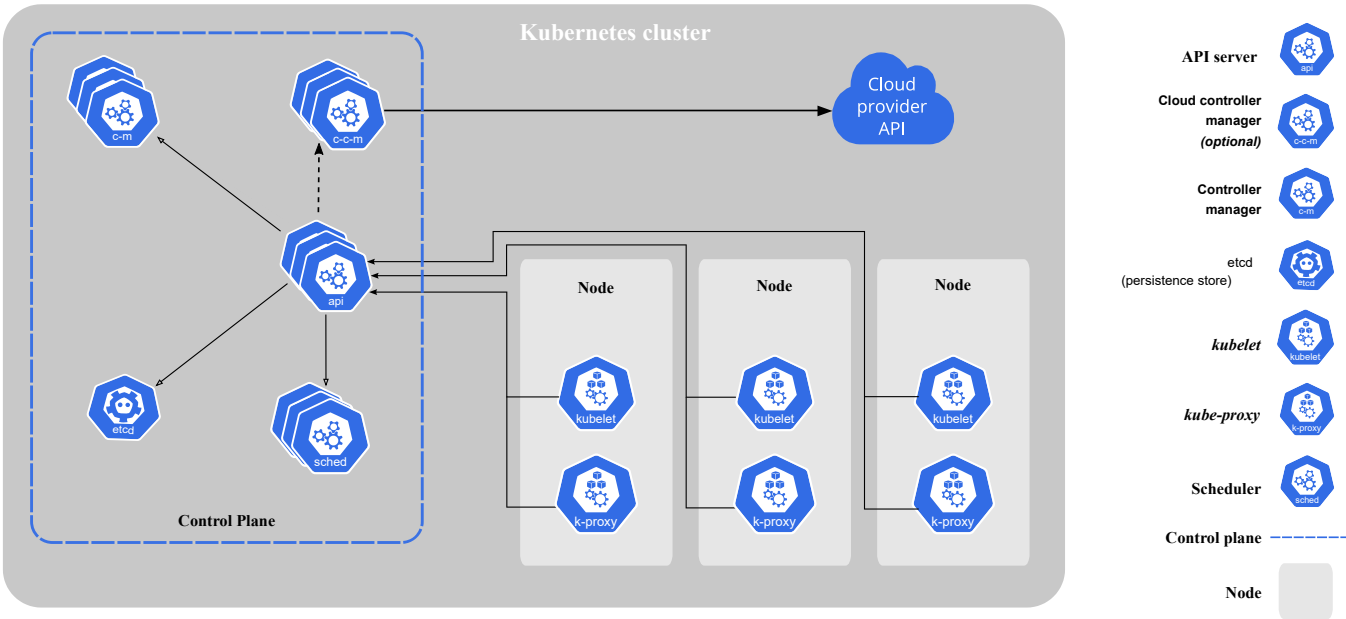 Kubernetes cluster
c-m
c-c-m
Cloud
provider
API
api
etcd
sched
Control Plane
Node
kubelet
k-proxy
Node
kubelet
k-proxy
Node
kubelet
k-proxy
API server
api
Cloud controller
manager
(optional)
c-c-m
Controller
manager
c-m
etcd
(persistence store)
etcd
kubelet
kubelet
kube-proxy
k-proxy
Scheduler
sched
Control plane
Node